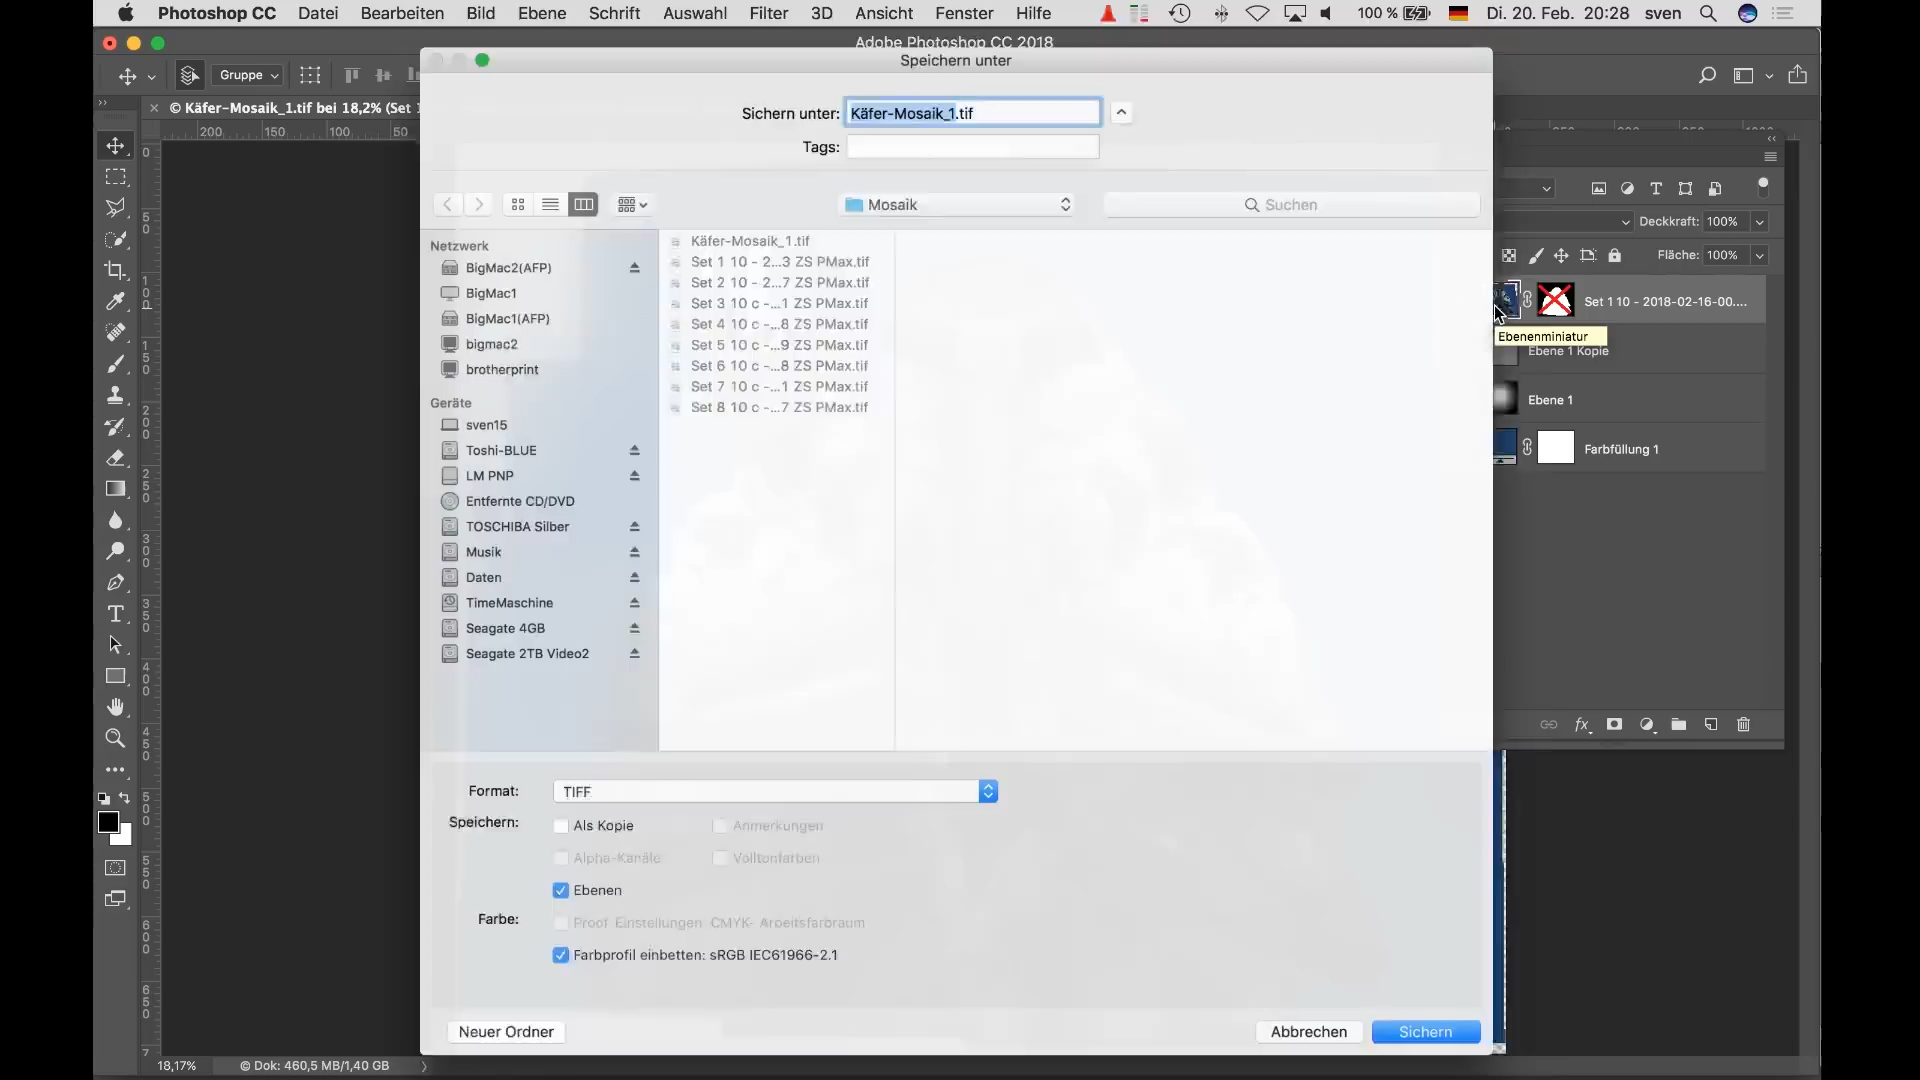 Photoshop CC Datei Bearbeiten Bild Ebene Schrift Auswahl Filter 3D Ansicht Fenster Hilfe 100 % Di. 20. Feb. 20:28 sven
Adobe Photoshop CC 2018
Speichern unter
Gruppe
© Käfer-Mosaik_1.tif bei 18,2% (Set 1
Sichern unter: Käfer-Mosaik_1.tif
Tags:
200 150 100 50
Mosaik
Suchen
Netzwerk
BigMac2(AFP)
BigMac1
BigMac1(AFP)
bigmac2
brotherprint
Geräte
sven15
Toshi-BLUE
LM PNP
Entfernte CD/DVD
TOSCHIBA Silber
Musik
Daten
TimeMaschine
Seagate 4GB
Seagate 2TB Video2
Käfer-Mosaik_1.tif
Set 1 10 - 2...3 ZS PMax.tif
Set 2 10 - 2...7 ZS PMax.tif
Set 3 10 c -...1 ZS PMax.tif
Set 4 10 c -...8 ZS PMax.tif
Set 5 10 c -...9 ZS PMax.tif
Set 6 10 c -...8 ZS PMax.tif
Set 7 10 c -...1 ZS PMax.tif
Set 8 10 c -...7 ZS PMax.tif
Deckkraft: 100%
Fläche: 100%
Set 1 10 - 2018-02-16-00....
Ebenenminiatur
Ebene 1 Kopie
Ebene 1
Farbfüllung 1
Format: TIFF
Speichern: Als Kopie Anmerkungen
Alpha-Kanäle Volltonfarben
Ebenen
Farbe: Proof-Einstellungen: CMYK-Arbeitsfarbraum
Farbprofil einbetten: sRGB IEC61966-2.1
Neuer Ordner Abbrechen Sichern
18,17% © Dok: 460,5 MB/1,40 GB